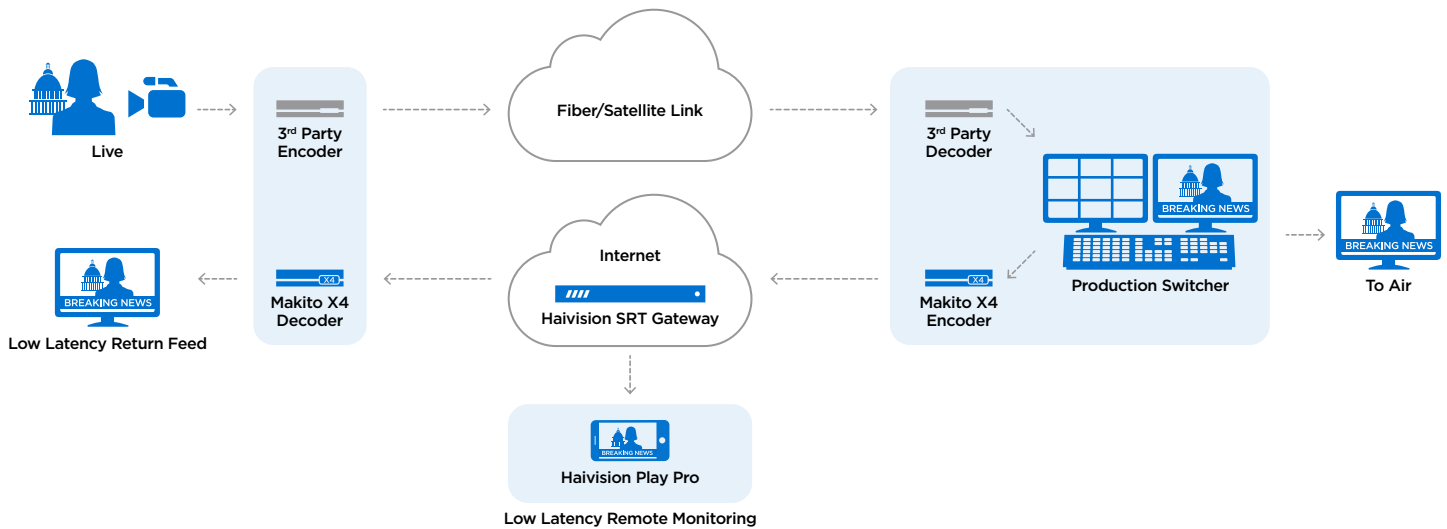 Live
3rd Party
Encoder
Fiber/Satellite Link
3rd Party
Decoder
BREAKING NEWS
Production Switcher
BREAKING NEWS
To Air
BREAKING NEWS
Low Latency Return Feed
X4
Makito X4
Decoder
Internet
Haivision SRT Gateway
X4
Makito X4
Encoder
BREAKING NEWS
Haivision Play Pro
Low Latency Remote Monitoring